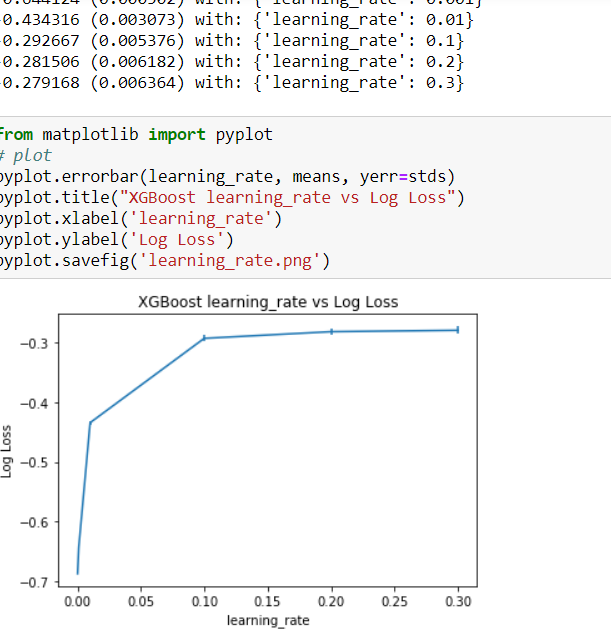 -0.434316 (0.003073) with: {'learning_rate': 0.01}
-0.292667 (0.005376) with: {'learning_rate': 0.1}
-0.281506 (0.006182) with: {'learning_rate': 0.2}
-0.279168 (0.006364) with: {'learning_rate': 0.3}
from matplotlib import pyplot
# plot
pyplot.errorbar(learning_rate, means, yerr=stds)
pyplot.title("XGBoost learning_rate vs Log Loss")
pyplot.xlabel('learning_rate')
pyplot.ylabel('Log Loss')
pyplot.savefig('learning_rate.png')
XGBoost learning_rate vs Log Loss
−0.3
−0.4
−0.5
−0.6
−0.7
Log Loss
0.00 0.05 0.10 0.15 0.20 0.25 0.30
learning_rate